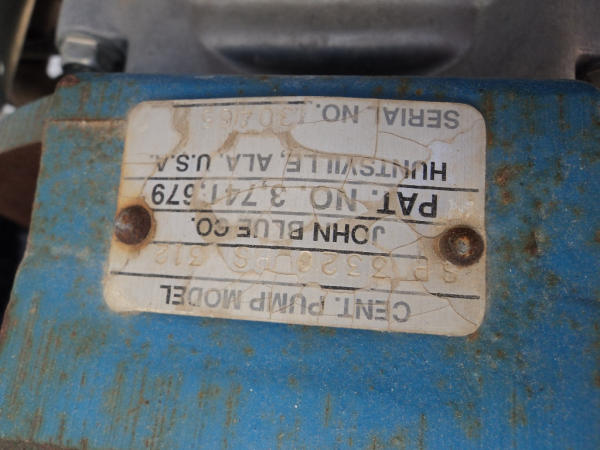 CENT. PUMP MODEL
JOHN BLUE CO.
PAT. NO. 3,741,679
HUNTSVILLE, ALA. U.S.A.
SERIAL NO.